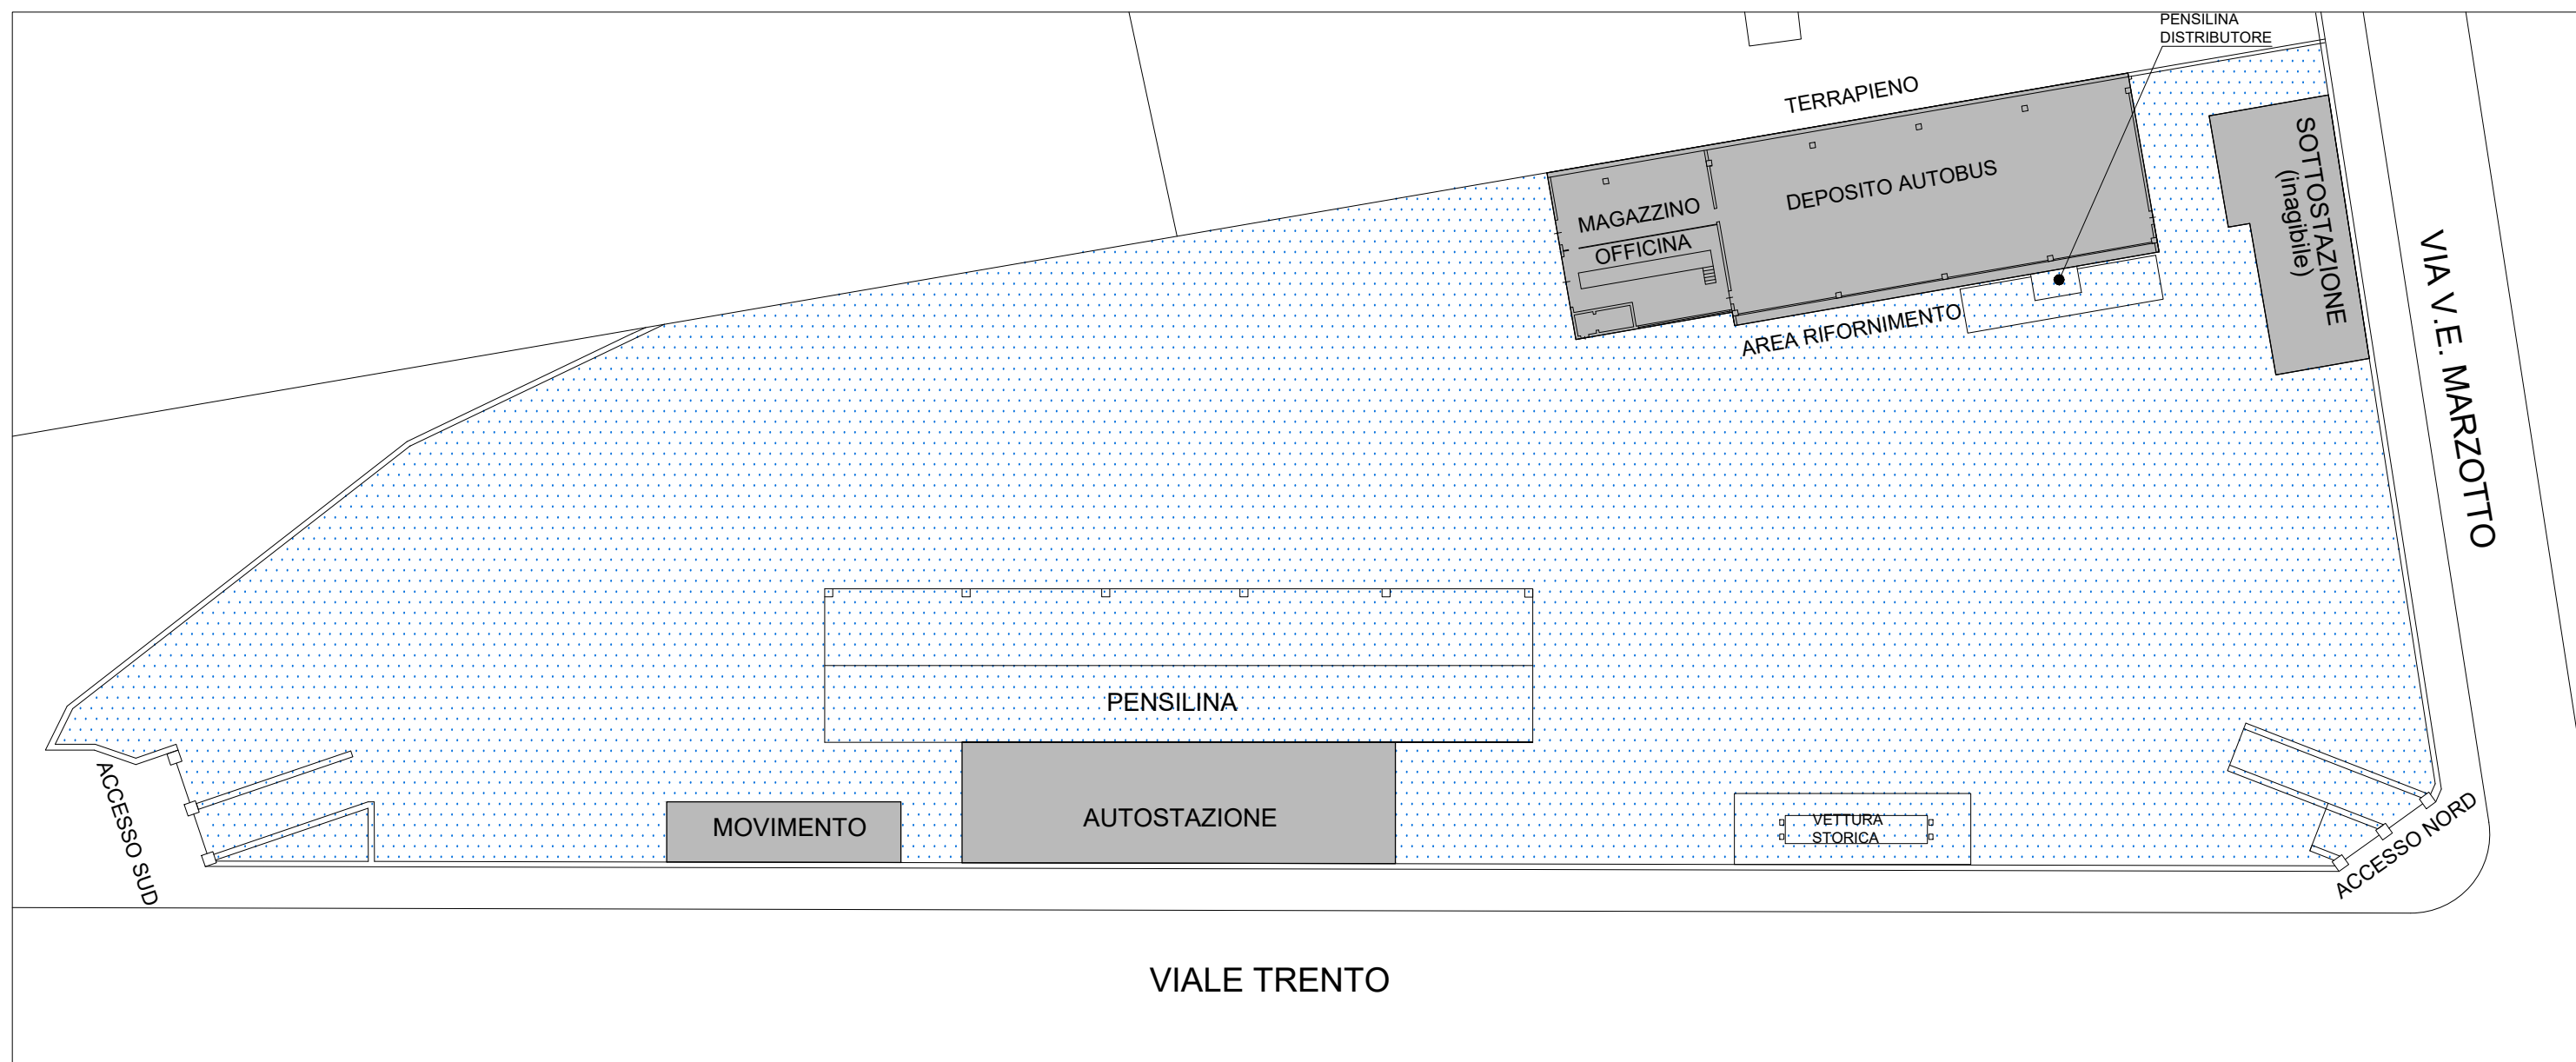 PENSILINA
DISTRIBUTORE
TERRAPIENO
SOTTOSTAZIONE
(inagibile)
DEPOSITO AUTOBUS
MAGAZZINO
OFFICINA
AREA RIFORNIMENTO
VIA V.E. MARZOTTO
PENSILINA
ACCESSO SUD
MOVIMENTO
AUTOSTAZIONE
VETTURA
STORICA
ACCESSO NORD
VIALE TRENTO